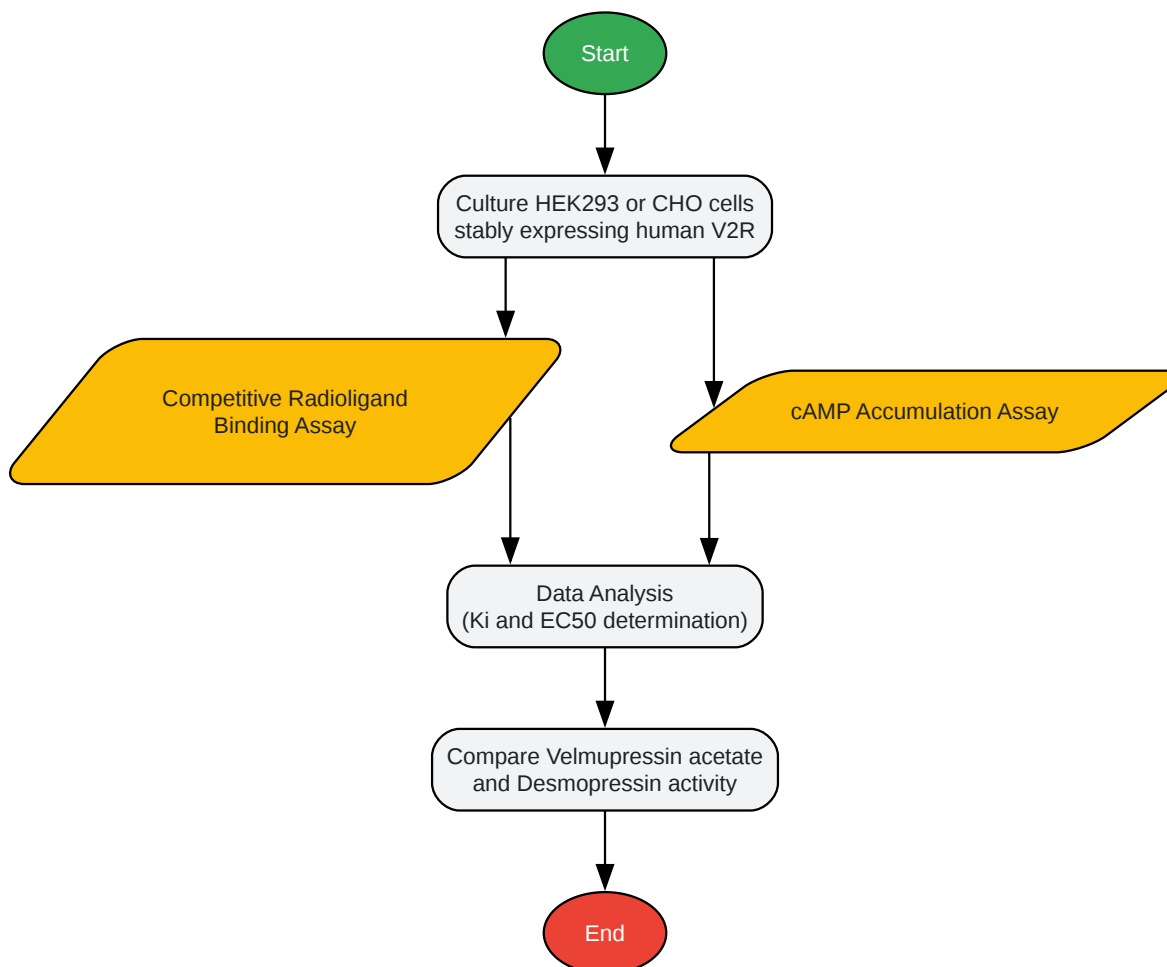 Start
Culture HEK293 or CHO cells
stably expressing human V2R
Competitive Radioligand
Binding Assay
cAMP Accumulation Assay
Data Analysis
(Ki and EC50 determination)
Compare Velmupressin acetate
and Desmopressin activity
End